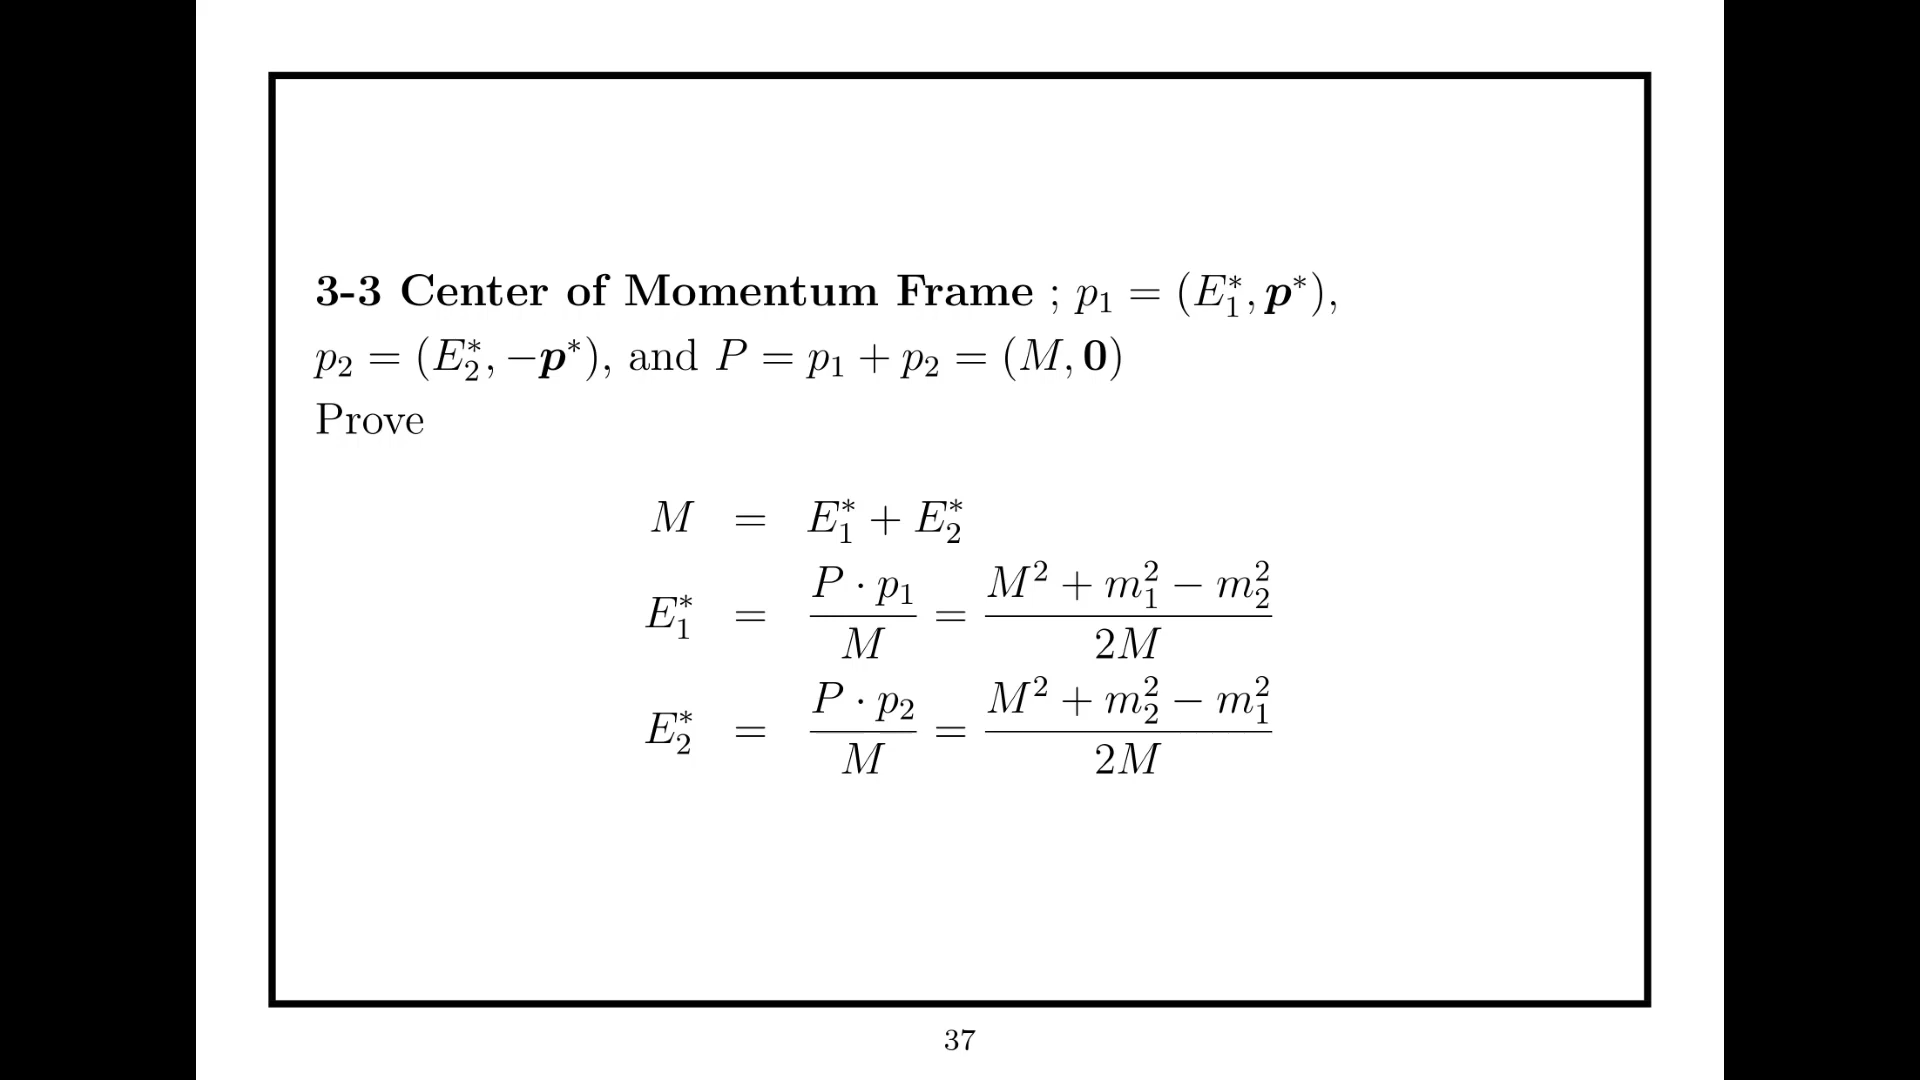 3-3 Center of Momentum Frame ; p₁ = (E₁*, p*),
p₂ = (E₂*, −p*), and P = p₁ + p₂ = (M, 0)
Prove
M = E₁* + E₂*
E₁* = P · p₁ / M = M² + m₁² − m₂² / 2M
E₂* = P · p₂ / M = M² + m₂² − m₁² / 2M
37